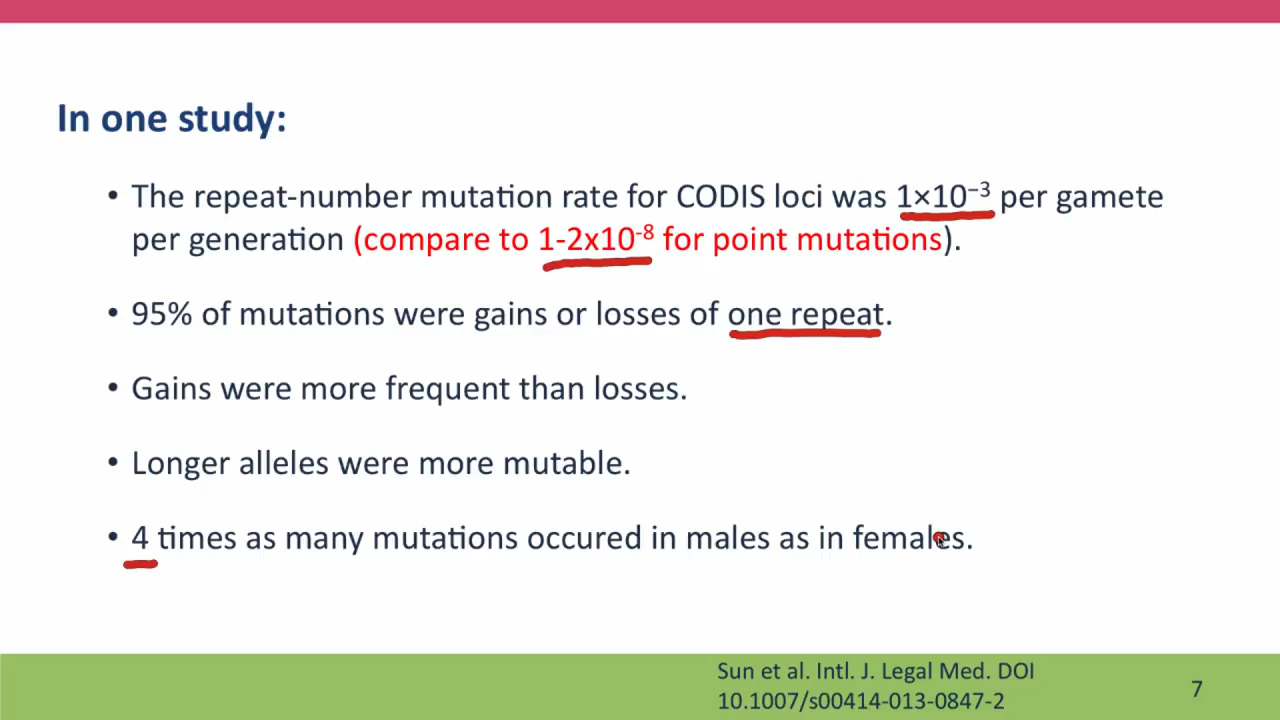 In one study:
• The repeat-number mutation rate for CODIS loci was 1×10⁻³ per gamete
per generation (compare to 1-2x10⁻⁸ for point mutations).
• 95% of mutations were gains or losses of one repeat.
• Gains were more frequent than losses.
• Longer alleles were more mutable.
• 4 times as many mutations occured in males as in females.
Sun et al. Intl. J. Legal Med. DOI
10.1007/s00414-013-0847-2
7